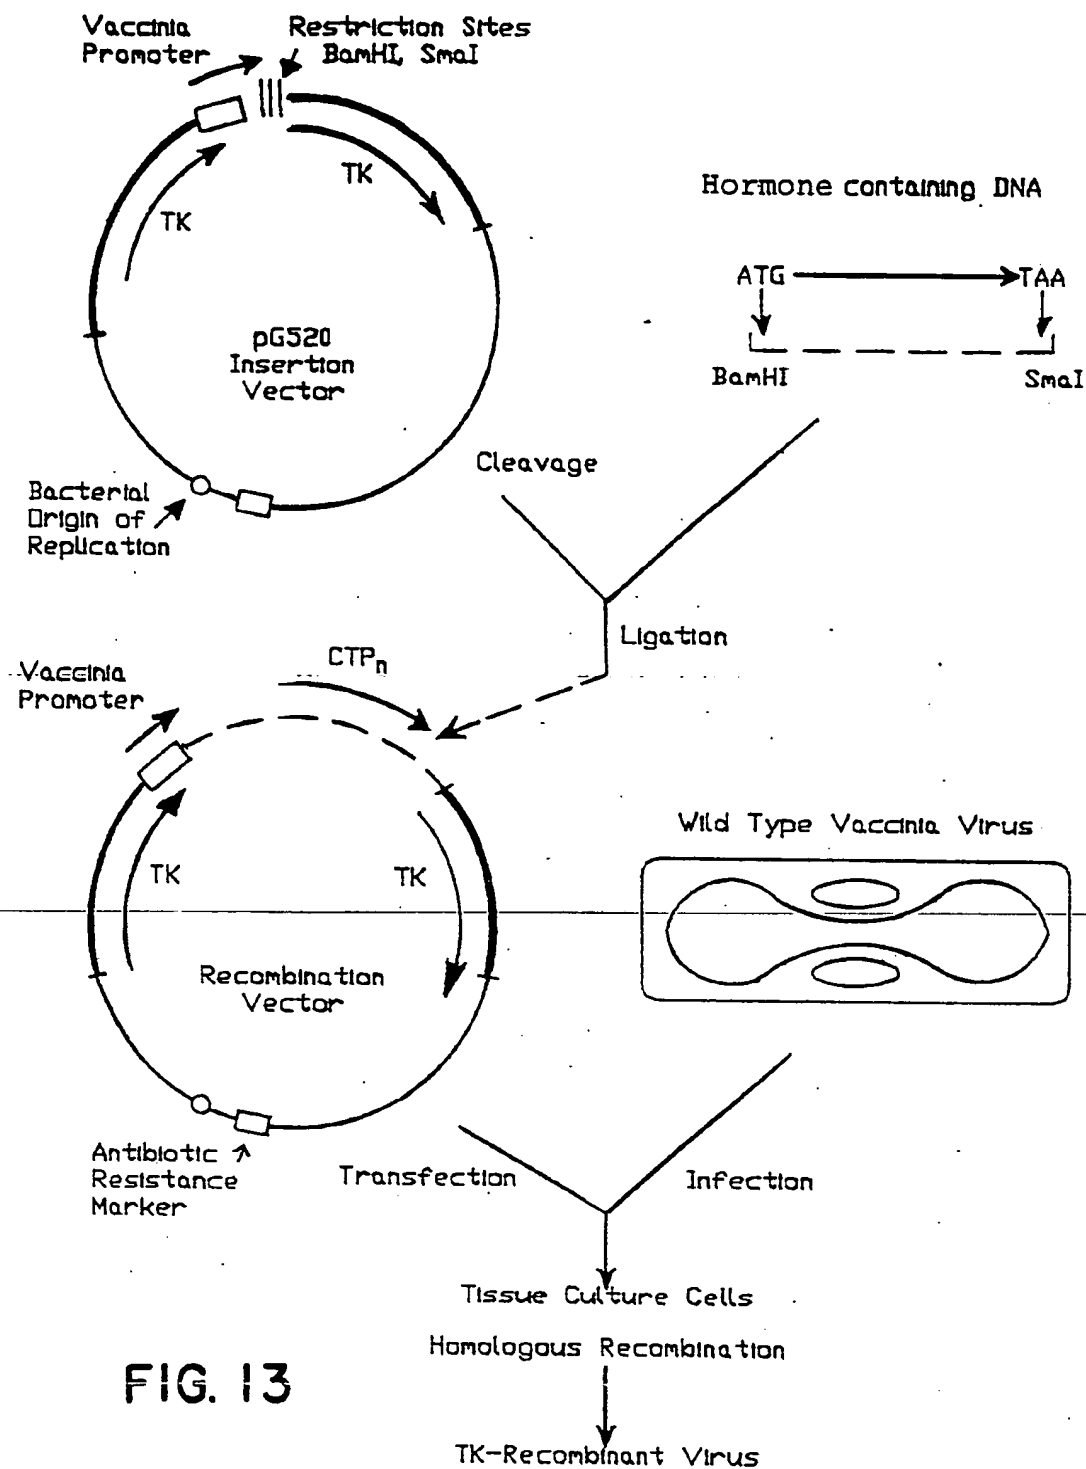 Vaccinia
Promoter
Restriction Sites
BamHI, SmaI
TK
TK
Hormone containing DNA
ATG
TAA
BamHI
SmaI
pG520
Insertion
Vector
Cleavage
Bacterial
Origin of
Replication
Ligation
CTPn
Vaccinia
Promoter
TK
TK
Wild Type Vaccinia Virus
Recombination
Vector
Antibiotic
Resistance
Marker
Transfection
Infection
Tissue Culture Cells
Homologous Recombination
FIG. 13
TK-Recombinant Virus